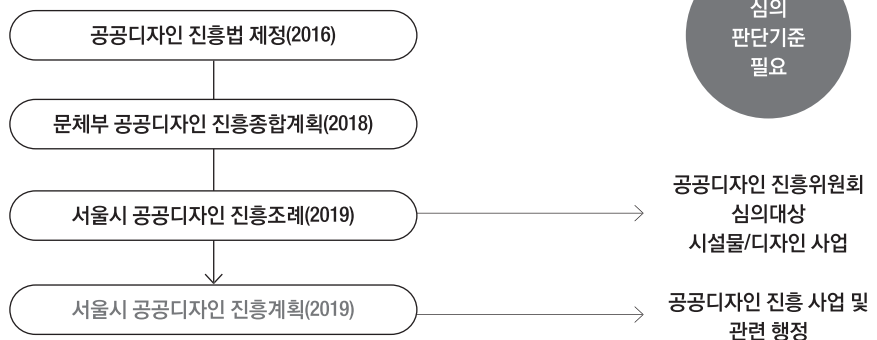 공공디자인 진흥법 제정(2016)
문체부 공공디자인 진흥종합계획(2018)
서울시 공공디자인 진흥조례(2019)
서울시 공공디자인 진흥계획(2019)
심의
판단기준
필요
공공디자인 진흥위원회
심의대상
시설물/디자인 사업
공공디자인 진흥 사업 및
관련 행정